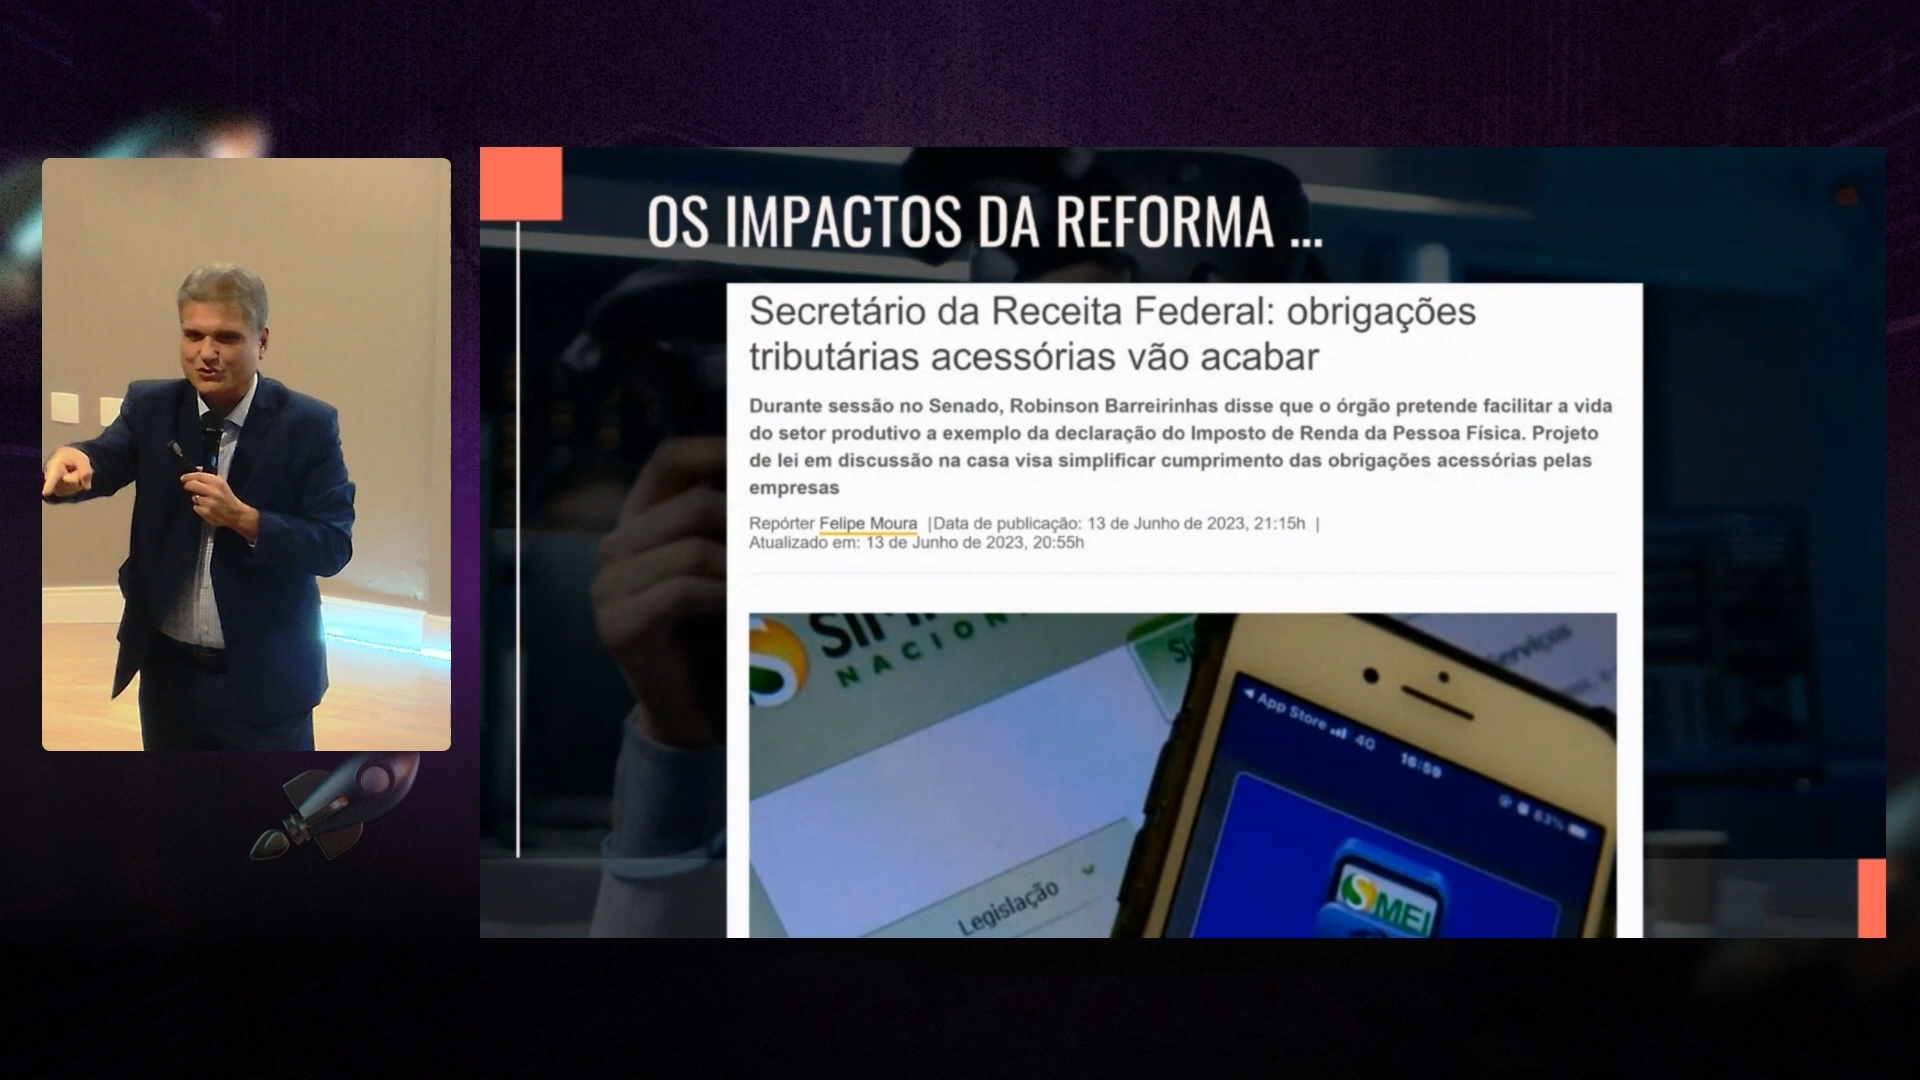 OS IMPACTOS DA REFORMA ...
Secretário da Receita Federal: obrigações
tributárias acessórias vão acabar
Durante sessão no Senado, Robinson Barreirinhas disse que o órgão pretende facilitar a vida
do setor produtivo a exemplo da declaração do Imposto de Renda da Pessoa Física. Projeto
de lei em discussão na casa visa simplificar cumprimento das obrigações acessórias pelas
empresas
Repórter Felipe Moura |Data de publicação: 13 de Junho de 2023, 21:15h |
Atualizado em: 13 de Junho de 2023, 20:55h
NACION
App Store 4G
16:59
63%
Legislação
MEI